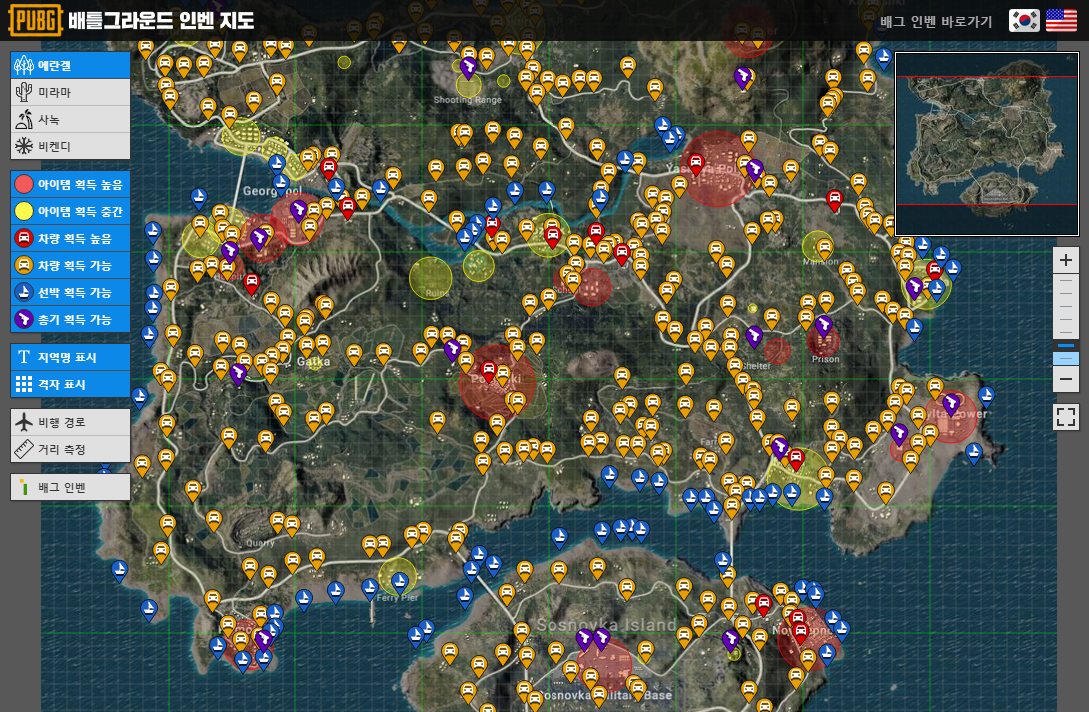 PUBG 배틀그라운드 인벤 지도
배그 인벤 바로가기
에란겔
미라마
사녹
비켄디
아이템 획득 높음
아이템 획득 중간
차량 획득 높음
차량 획득 가능
선박 획득 가능
총기 획득 가능
T 지역명 표시
격자 표시
비행 경로
거리 측정
배그 인벤
Shooting Range
Ruins
Mansion
Gatka
Shelter
Prison
Quarry
Ferry Pier
Sosnovka Island